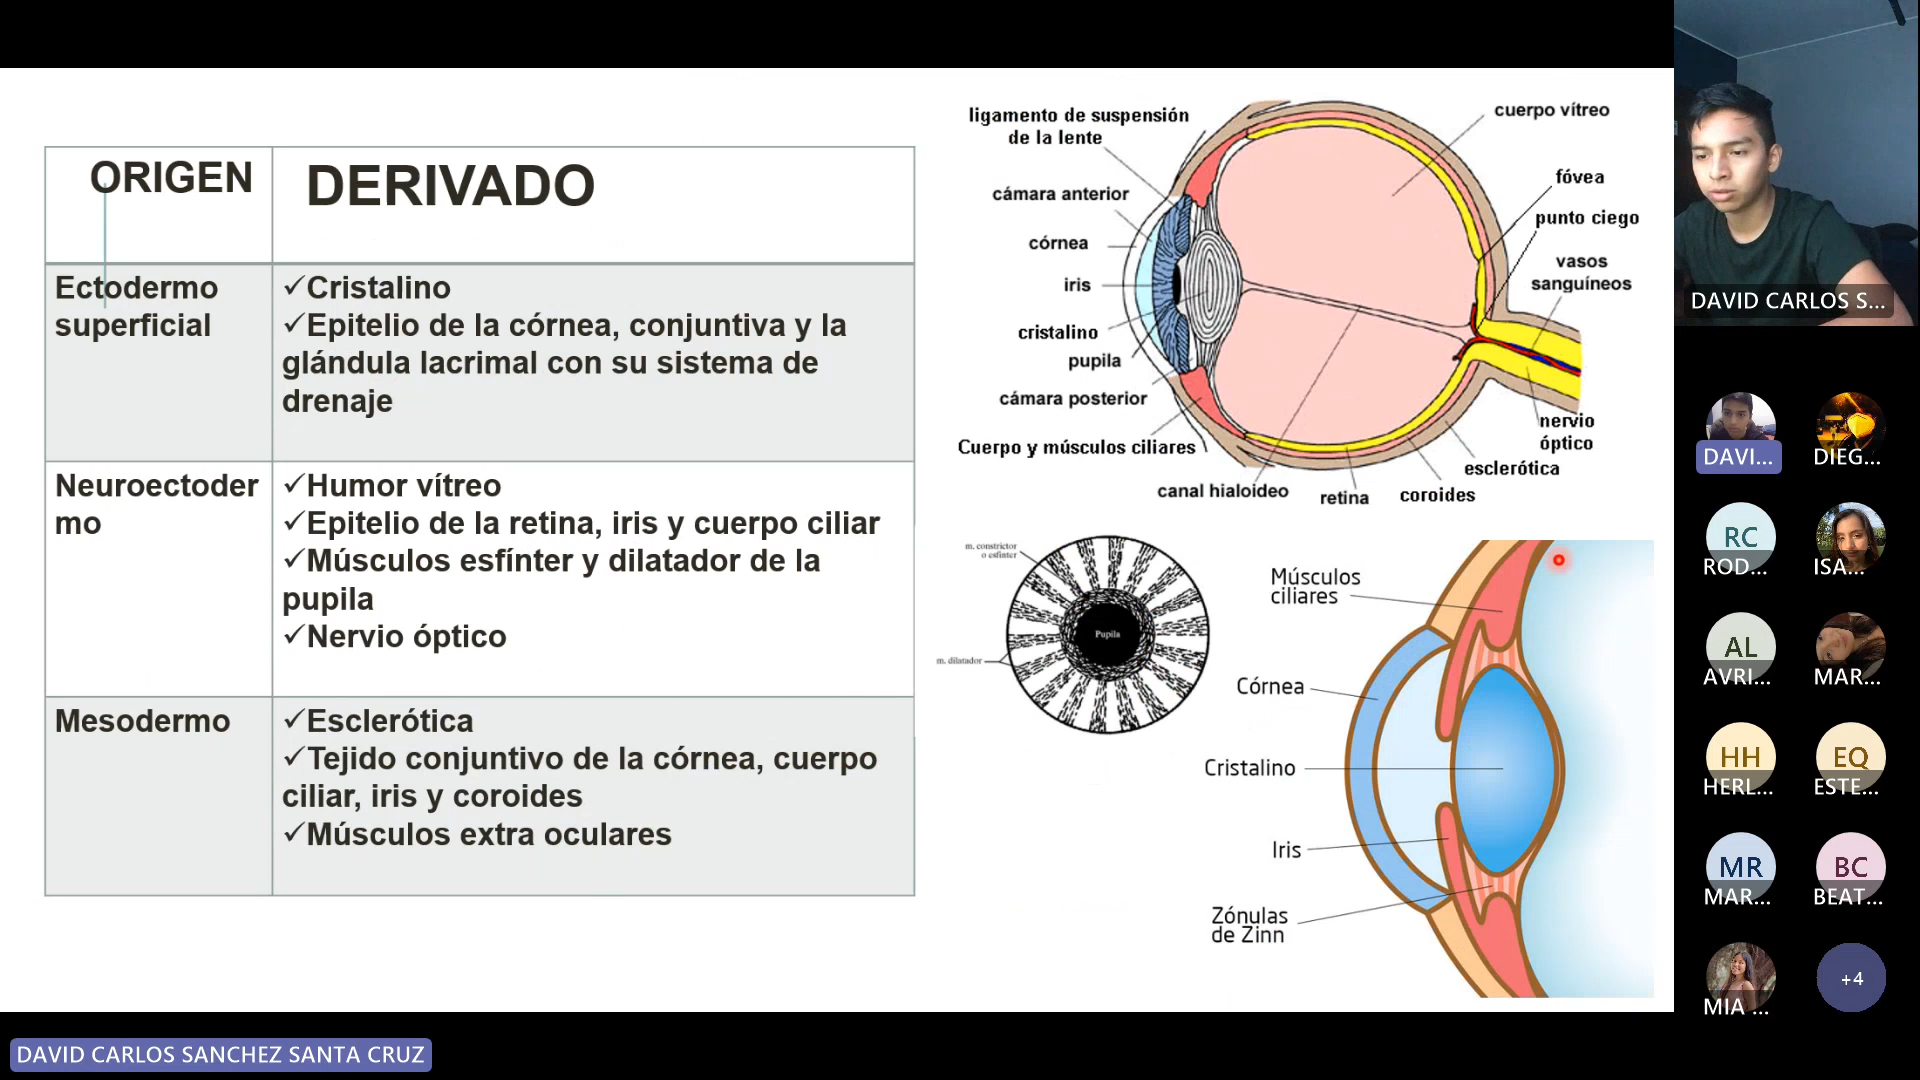 ORIGEN
DERIVADO
Ectodermo
superficial
✓Cristalino
✓Epitelio de la córnea, conjuntiva y la
glándula lacrimal con su sistema de
drenaje
Neuroectoder
mo
✓Humor vítreo
✓Epitelio de la retina, iris y cuerpo ciliar
✓Músculos esfínter y dilatador de la
pupila
✓Nervio óptico
Mesodermo
✓Esclerótica
✓Tejido conjuntivo de la córnea, cuerpo
ciliar, iris y coroides
✓Músculos extra oculares
ligamento de suspensión
de la lente
cámara anterior
córnea
iris
cristalino
pupila
cámara posterior
Cuerpo y músculos ciliares
canal hialoideo
retina
coroides
esclerótica
nervio
óptico
vasos
sanguíneos
punto ciego
fóvea
cuerpo vítreo
m. constrictor
o esfinter
Pupila
m. dilatador
Músculos
ciliares
Córnea
Cristalino
Iris
Zónulas
de Zinn
DAVID CARLOS S...
DAVI...
DIEG...
RC
ROD...
ISA...
AL
AVRI...
MAR...
HH
HERL...
EQ
ESTE...
MR
MAR...
BC
BEAT...
MIA ...
+4
DAVID CARLOS SANCHEZ SANTA CRUZ